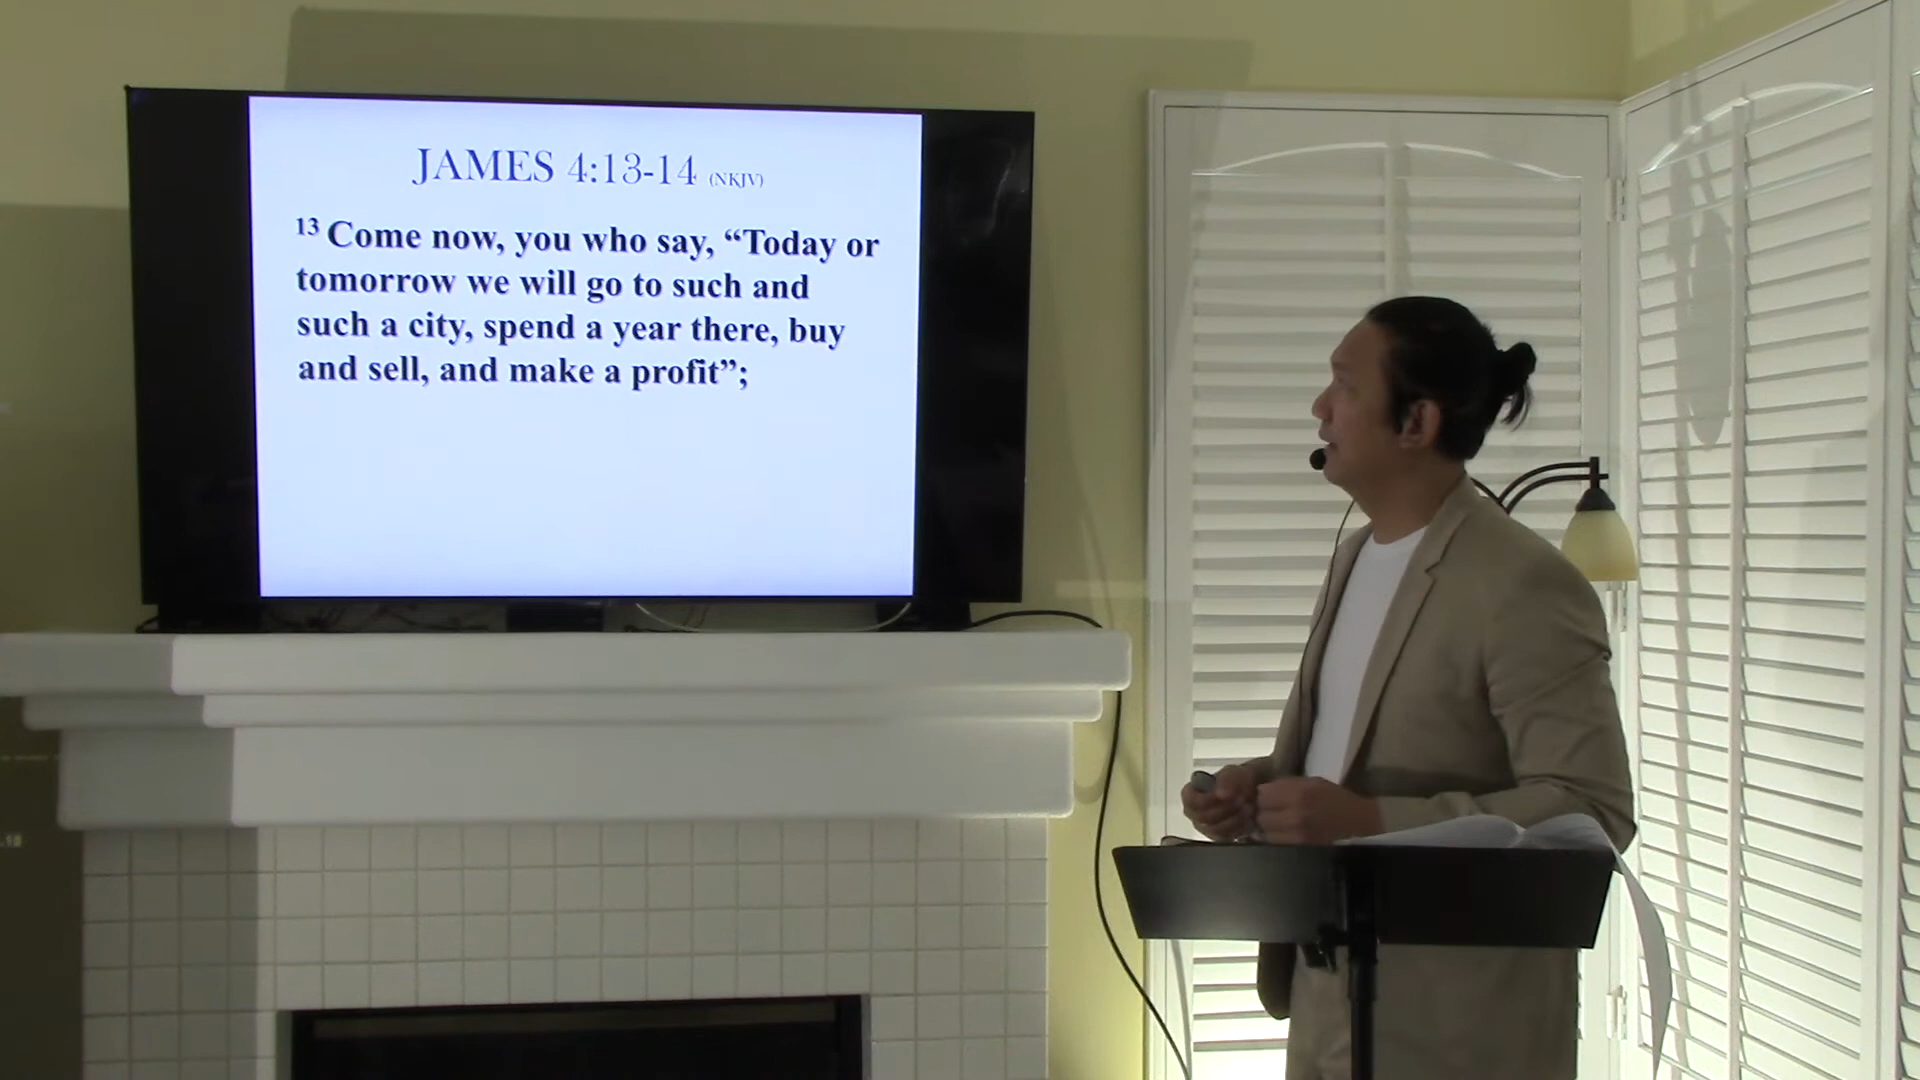 JAMES 4:13-14 (NKJV)
13 Come now, you who say, “Today or
tomorrow we will go to such and
such a city, spend a year there, buy
and sell, and make a profit”;